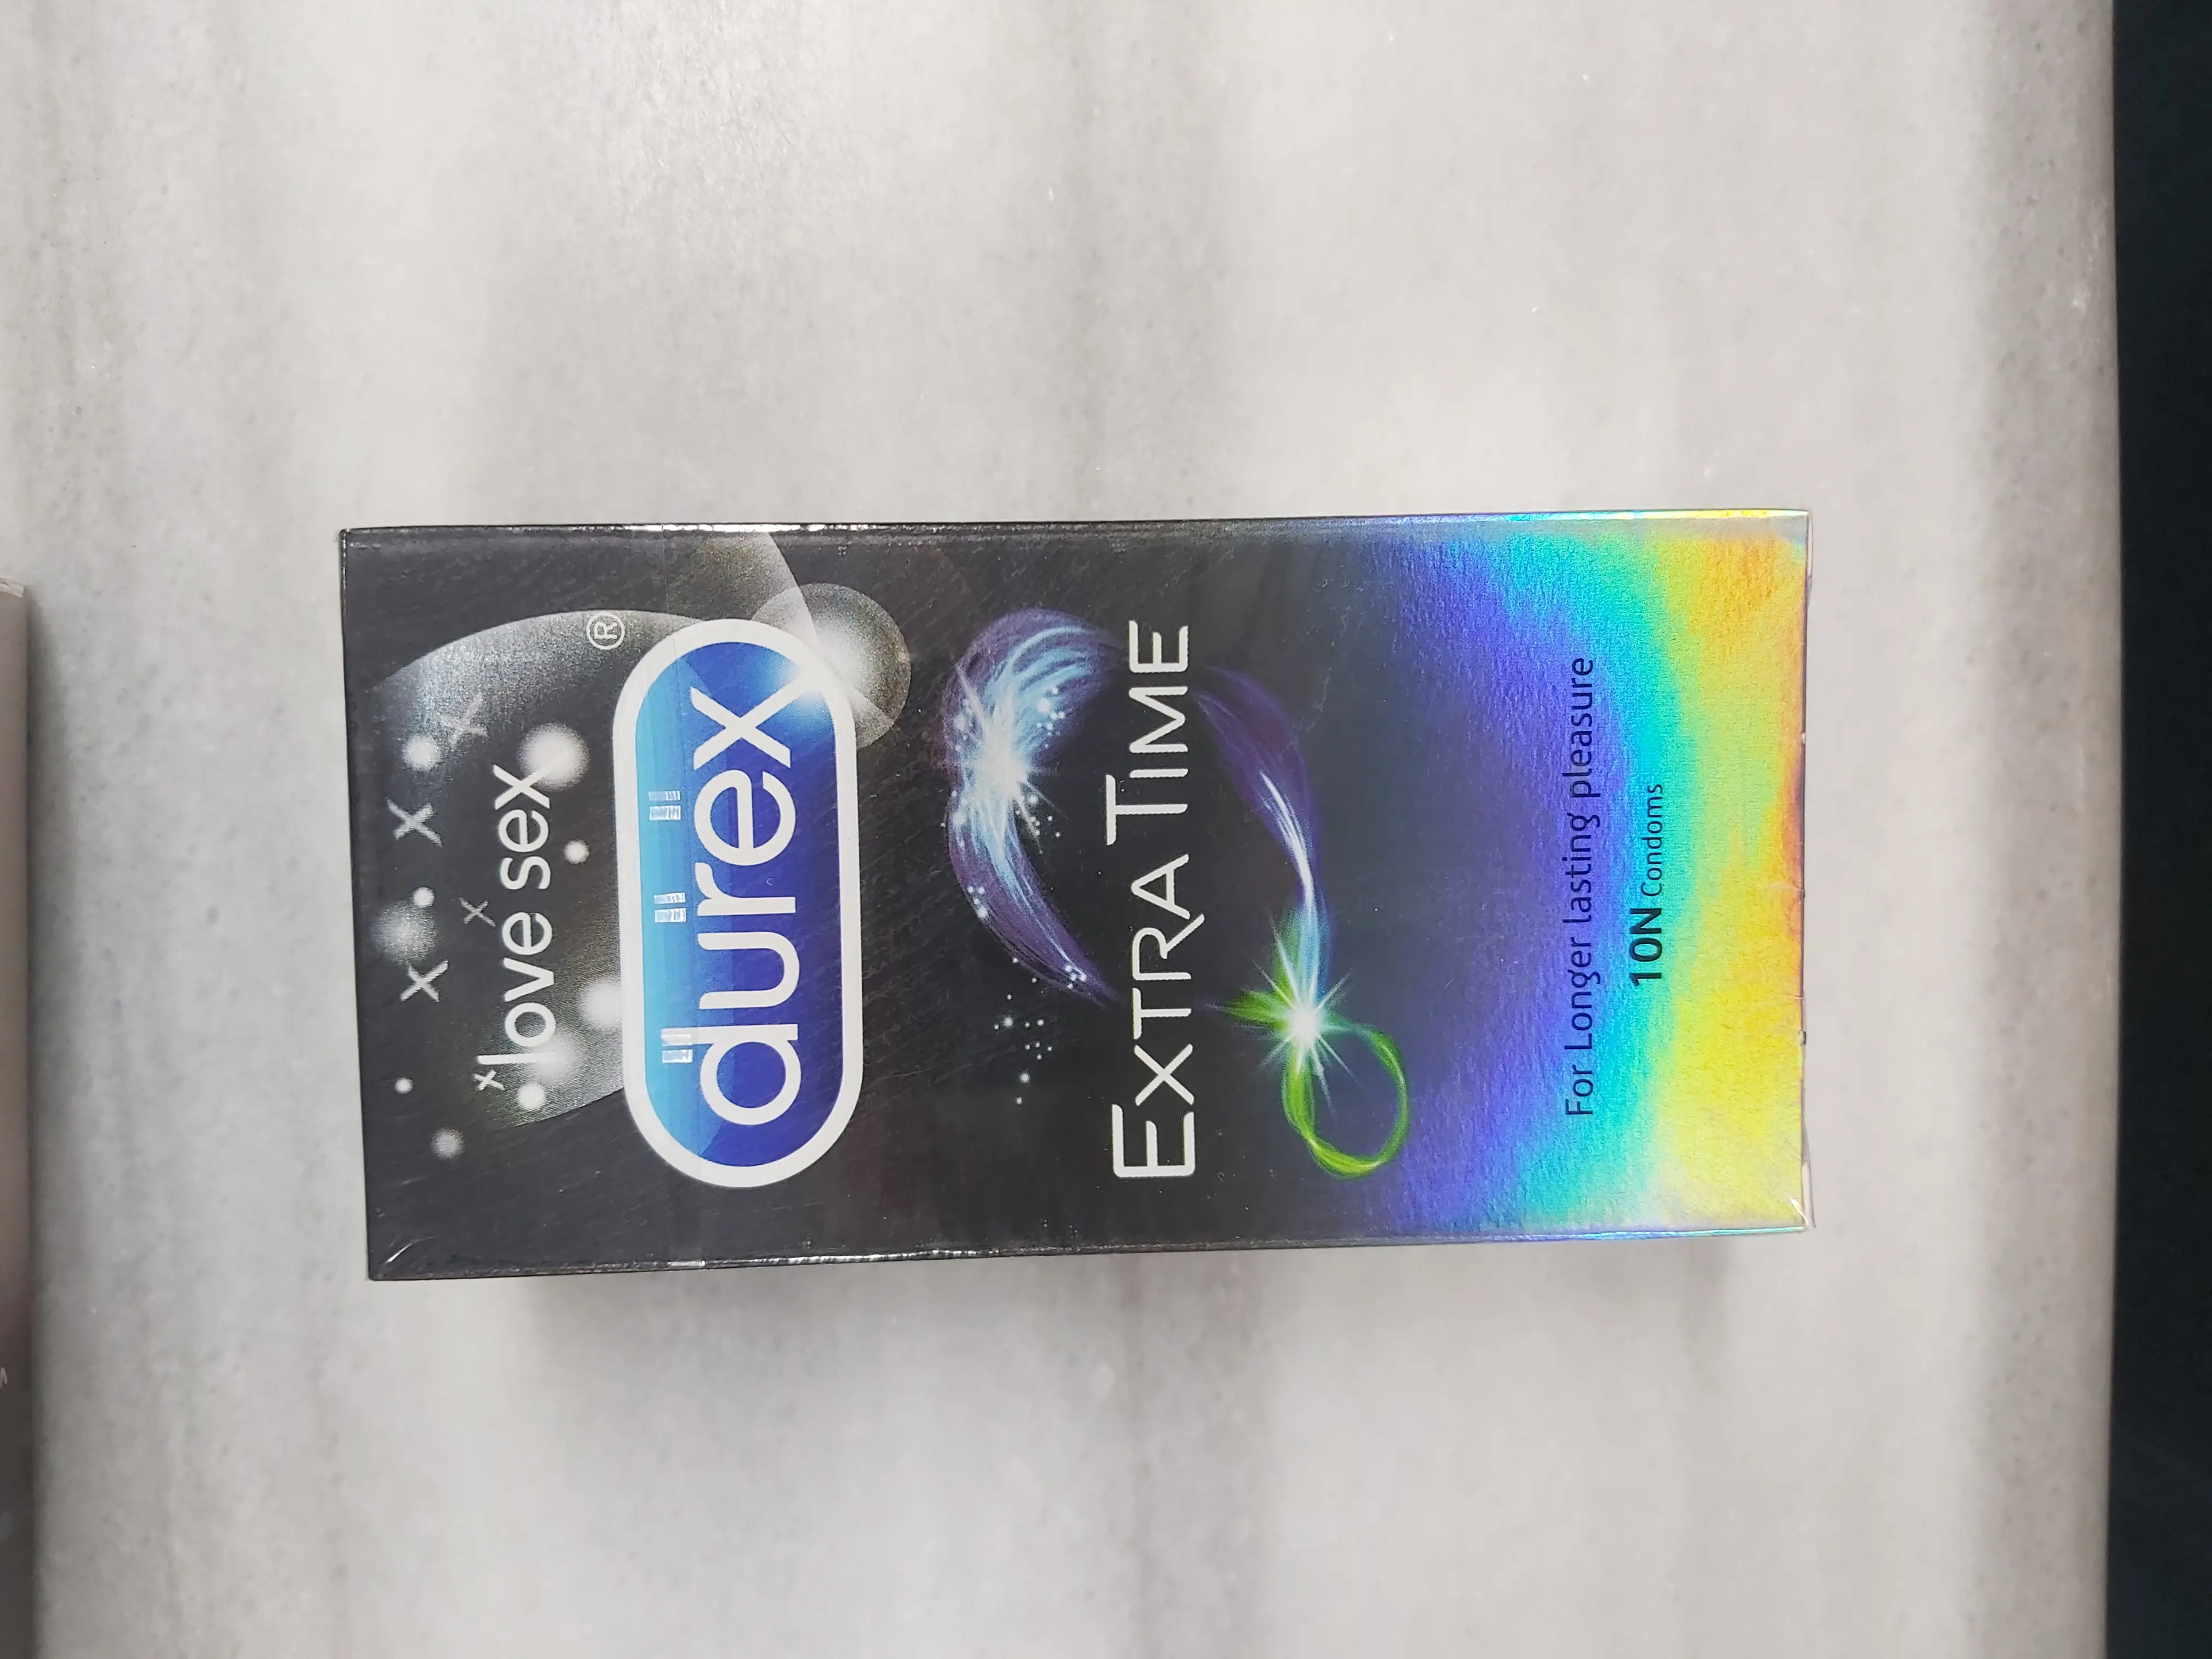 love sex
durex®
EXTRA TIME
For Longer lasting pleasure
10N Condoms